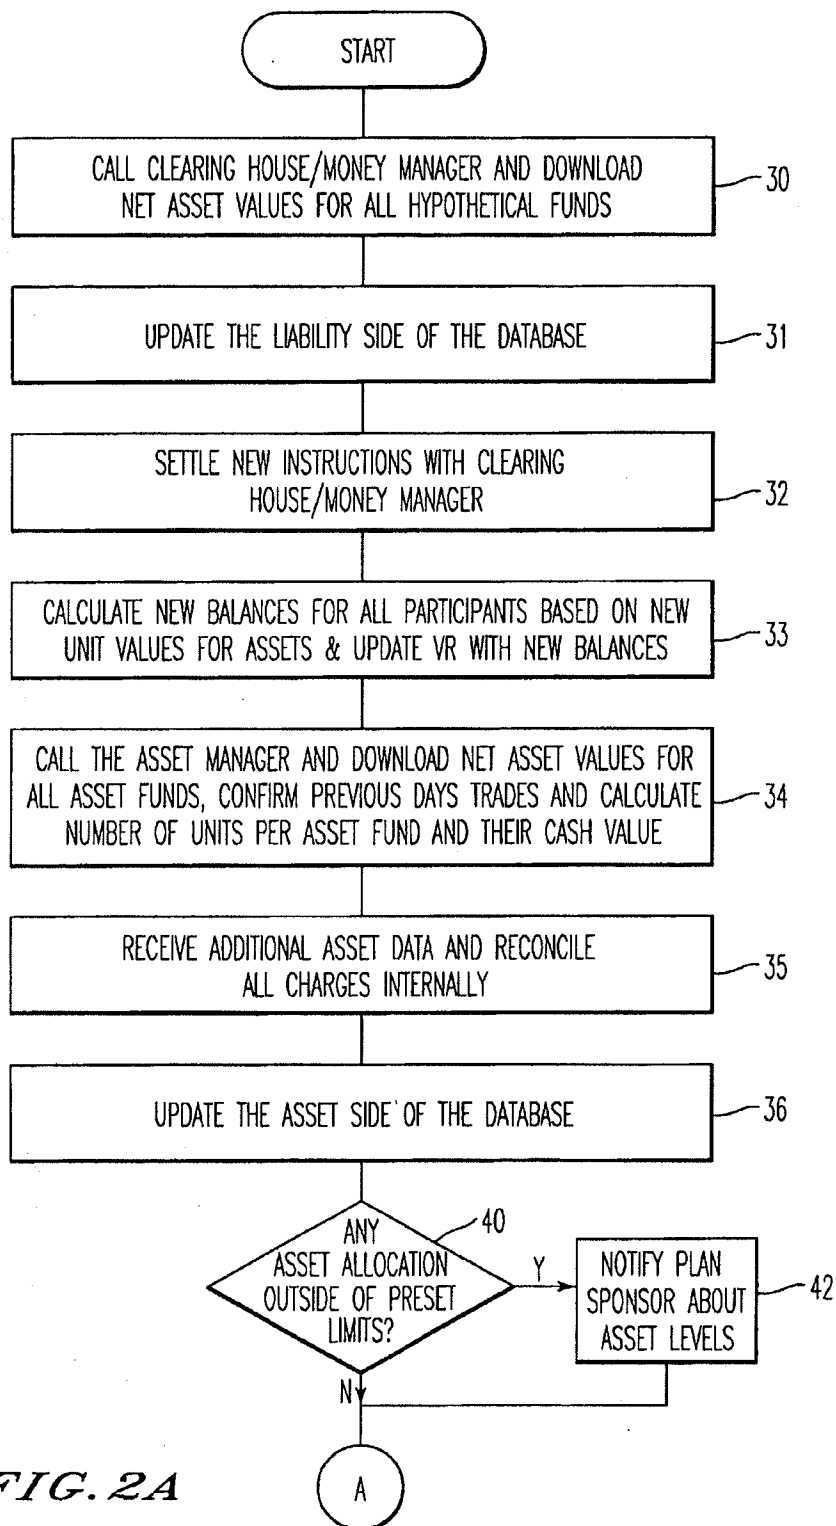 START
CALL CLEARING HOUSE/MONEY MANAGER AND DOWNLOAD
NET ASSET VALUES FOR ALL HYPOTHETICAL FUNDS
30
UPDATE THE LIABILITY SIDE OF THE DATABASE
31
SETTLE NEW INSTRUCTIONS WITH CLEARING
HOUSE/MONEY MANAGER
32
CALCULATE NEW BALANCES FOR ALL PARTICIPANTS BASED ON NEW
UNIT VALUES FOR ASSETS & UPDATE VR WITH NEW BALANCES
33
CALL THE ASSET MANAGER AND DOWNLOAD NET ASSET VALUES FOR
ALL ASSET FUNDS, CONFIRM PREVIOUS DAYS TRADES AND CALCULATE
NUMBER OF UNITS PER ASSET FUND AND THEIR CASH VALUE
34
RECEIVE ADDITIONAL ASSET DATA AND RECONCILE
ALL CHARGES INTERNALLY
35
UPDATE THE ASSET SIDE OF THE DATABASE
36
ANY
ASSET ALLOCATION
OUTSIDE OF PRESET
LIMITS?
40
Y
NOTIFY PLAN
SPONSOR ABOUT
ASSET LEVELS
42
N
A
FIG. 2A